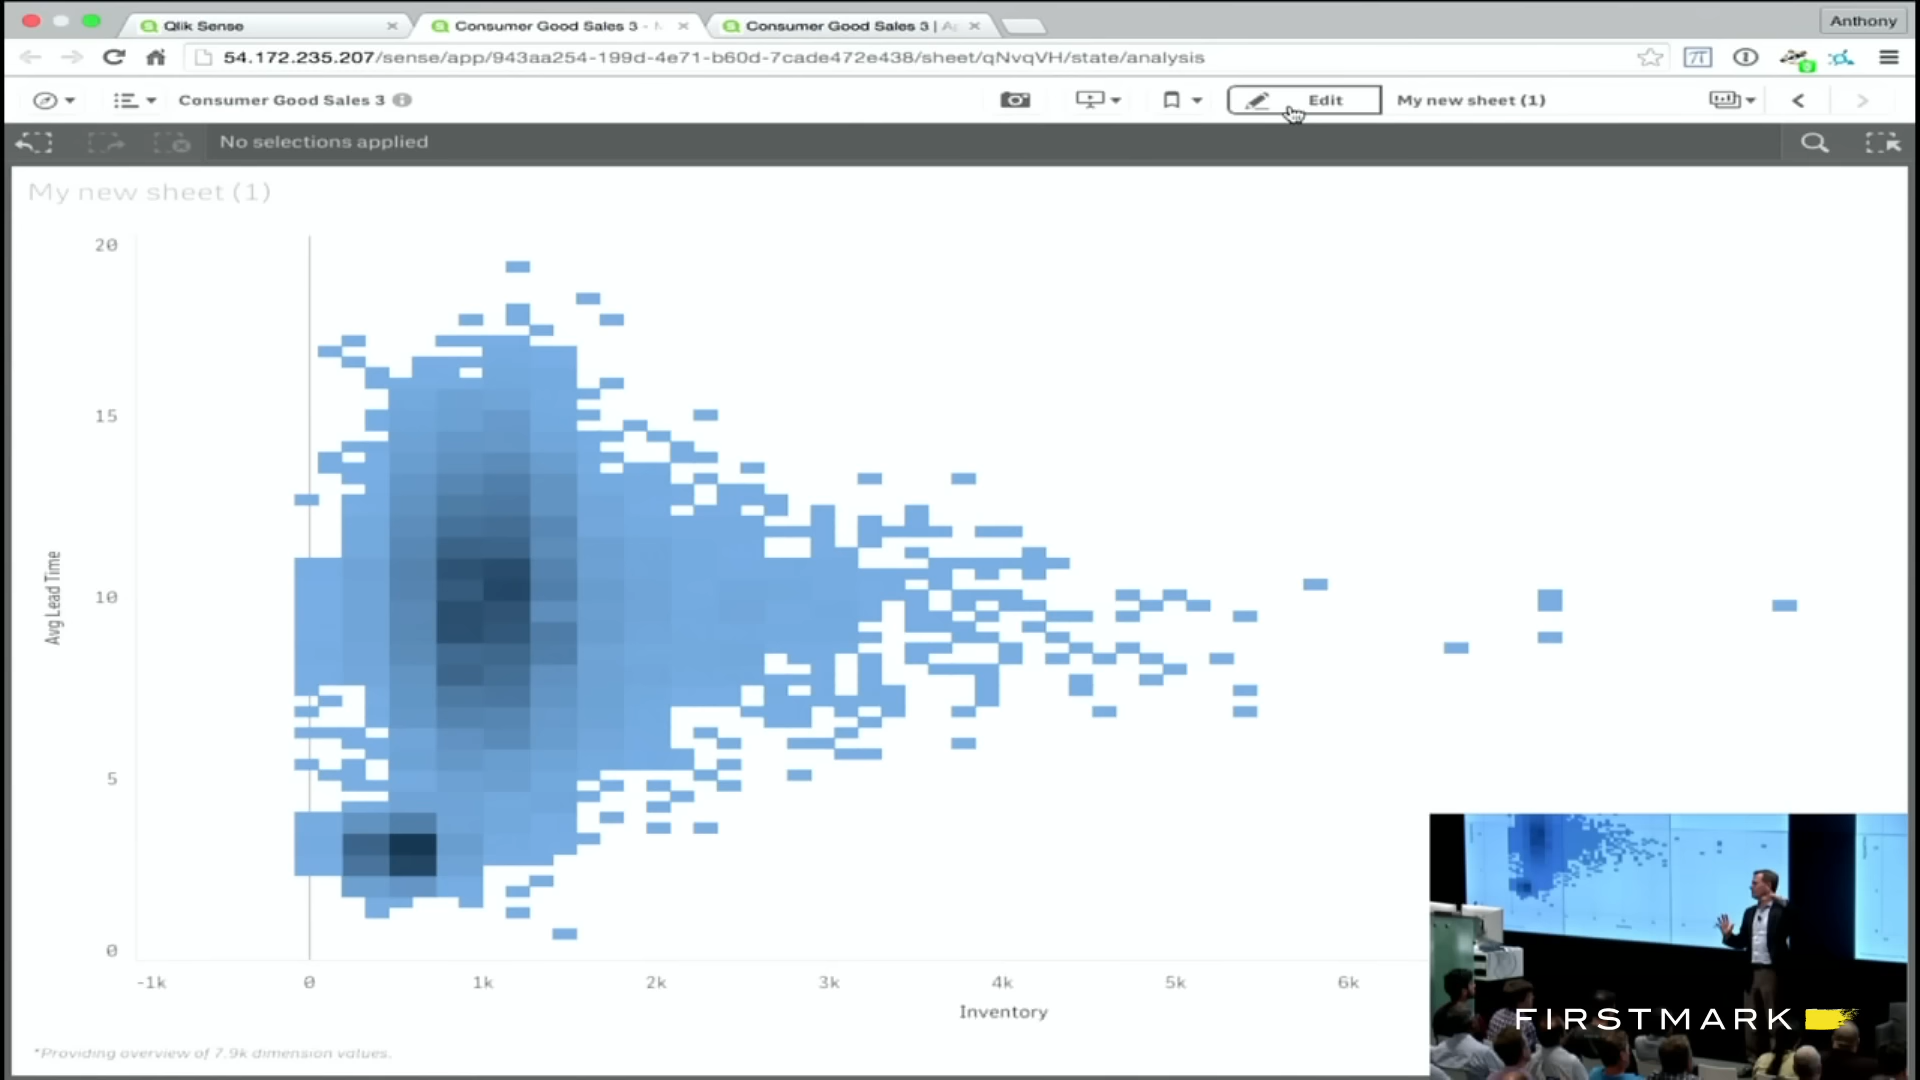 Qlik Sense
Consumer Good Sales 3 -
Consumer Good Sales 3 | A
Anthony
54.172.235.207/sense/app/943aa254-199d-4e71-b60d-7cade472e438/sheet/qNvqVH/state/analysis
Consumer Good Sales 3
Edit
My new sheet (1)
No selections applied
My new sheet (1)
20
15
10
5
0
Avg Lead Time
-1k 0 1k 2k 3k 4k 5k 6k
Inventory
*Providing overview of 7.9k dimension values.
FIRSTMARK